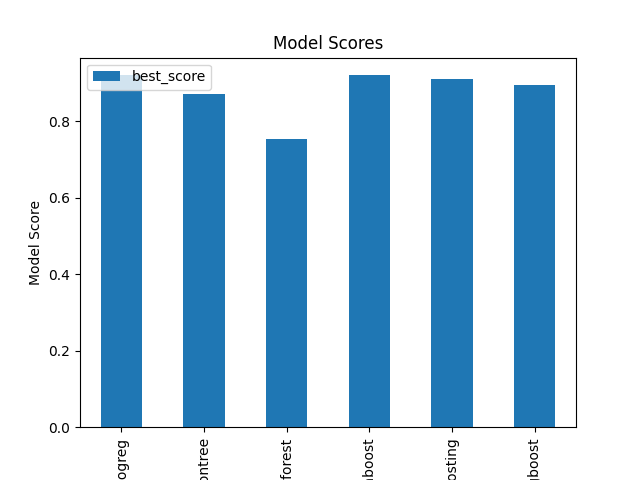 Model Scores
best_score
Model Score
0.8
0.6
0.4
0.2
0.0
ogreg
ontree
forest
boost
osting
boost